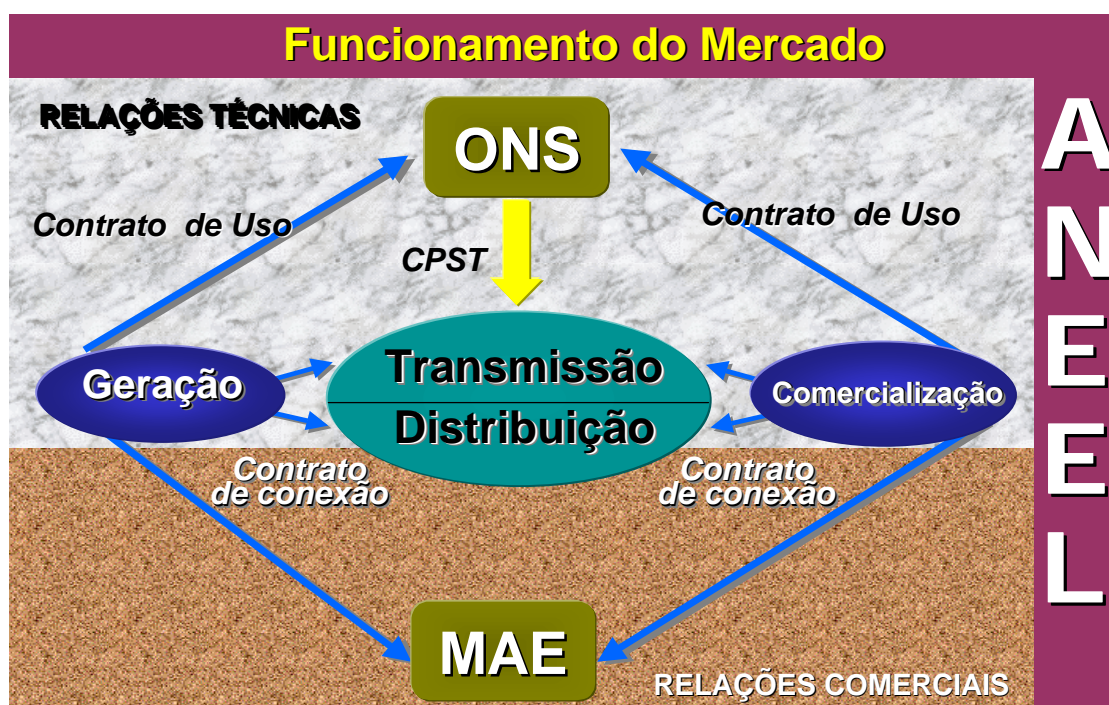 Funcionamento do Mercado
RELAÇÕES TÉCNICAS
ONS
Contrato de Uso
Contrato de Uso
CPST
Geração
Transmissão
Distribuição
Comercialização
Contrato
de conexão
Contrato
de conexão
MAE
RELAÇÕES COMERCIAIS
A
N
E
E
L